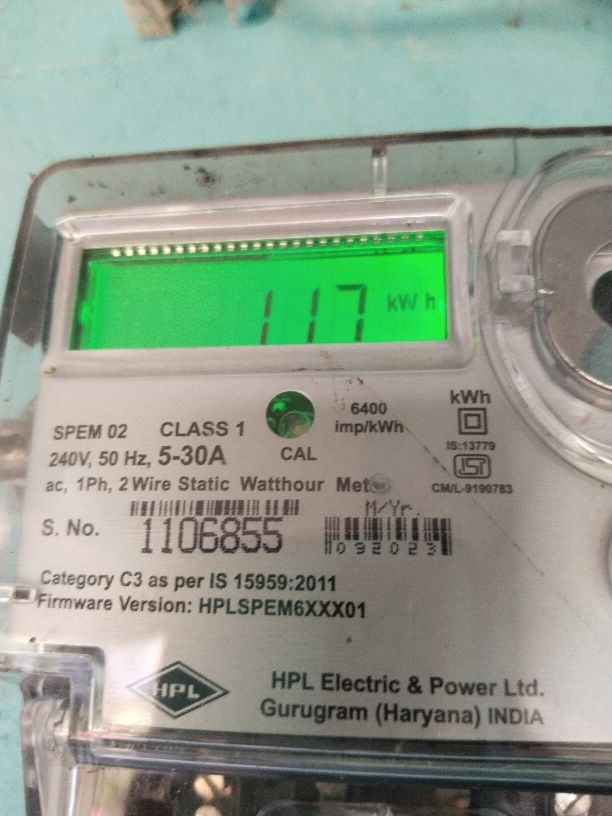 117 kWh
SPEM 02 CLASS 1
240V, 50 Hz, 5-30A
CAL
6400
imp/kWh
kWh
IS:13779
ISI
CM/L-9190783
ac, 1Ph, 2 Wire Static Watthour Met
S. No. 1106855
M/Yr.
092023
Category C3 as per IS 15959:2011
Firmware Version: HPLSPEM6XXX01
HPL
HPL Electric & Power Ltd.
Gurugram (Haryana) INDIA